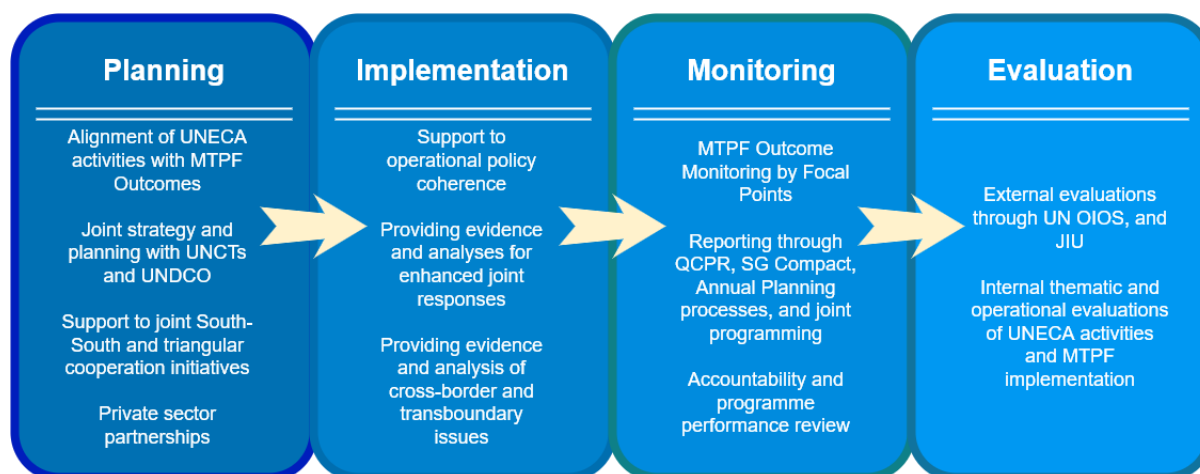 Planning
Alignment of UNECA
activities with MTPF
Outcomes
Joint strategy and
planning with UNCTs
and UNDCO
Support to joint South-
South and triangular
cooperation initiatives
Private sector
partnerships
Implementation
Support to
operational policy
coherence
Providing evidence
and analyses for
enhanced joint
responses
Providing evidence
and analysis of
cross-border and
transboundary
issues
Monitoring
MTPF Outcome
Monitoring by Focal
Points
Reporting through
QCPR, SG Compact,
Annual Planning
processes, and joint
programming
Accountability and
programme
performance review
Evaluation
External evaluations
through UN OIOS, and
JIU
Internal thematic and
operational evaluations
of UNECA activities
and MTPF
implementation